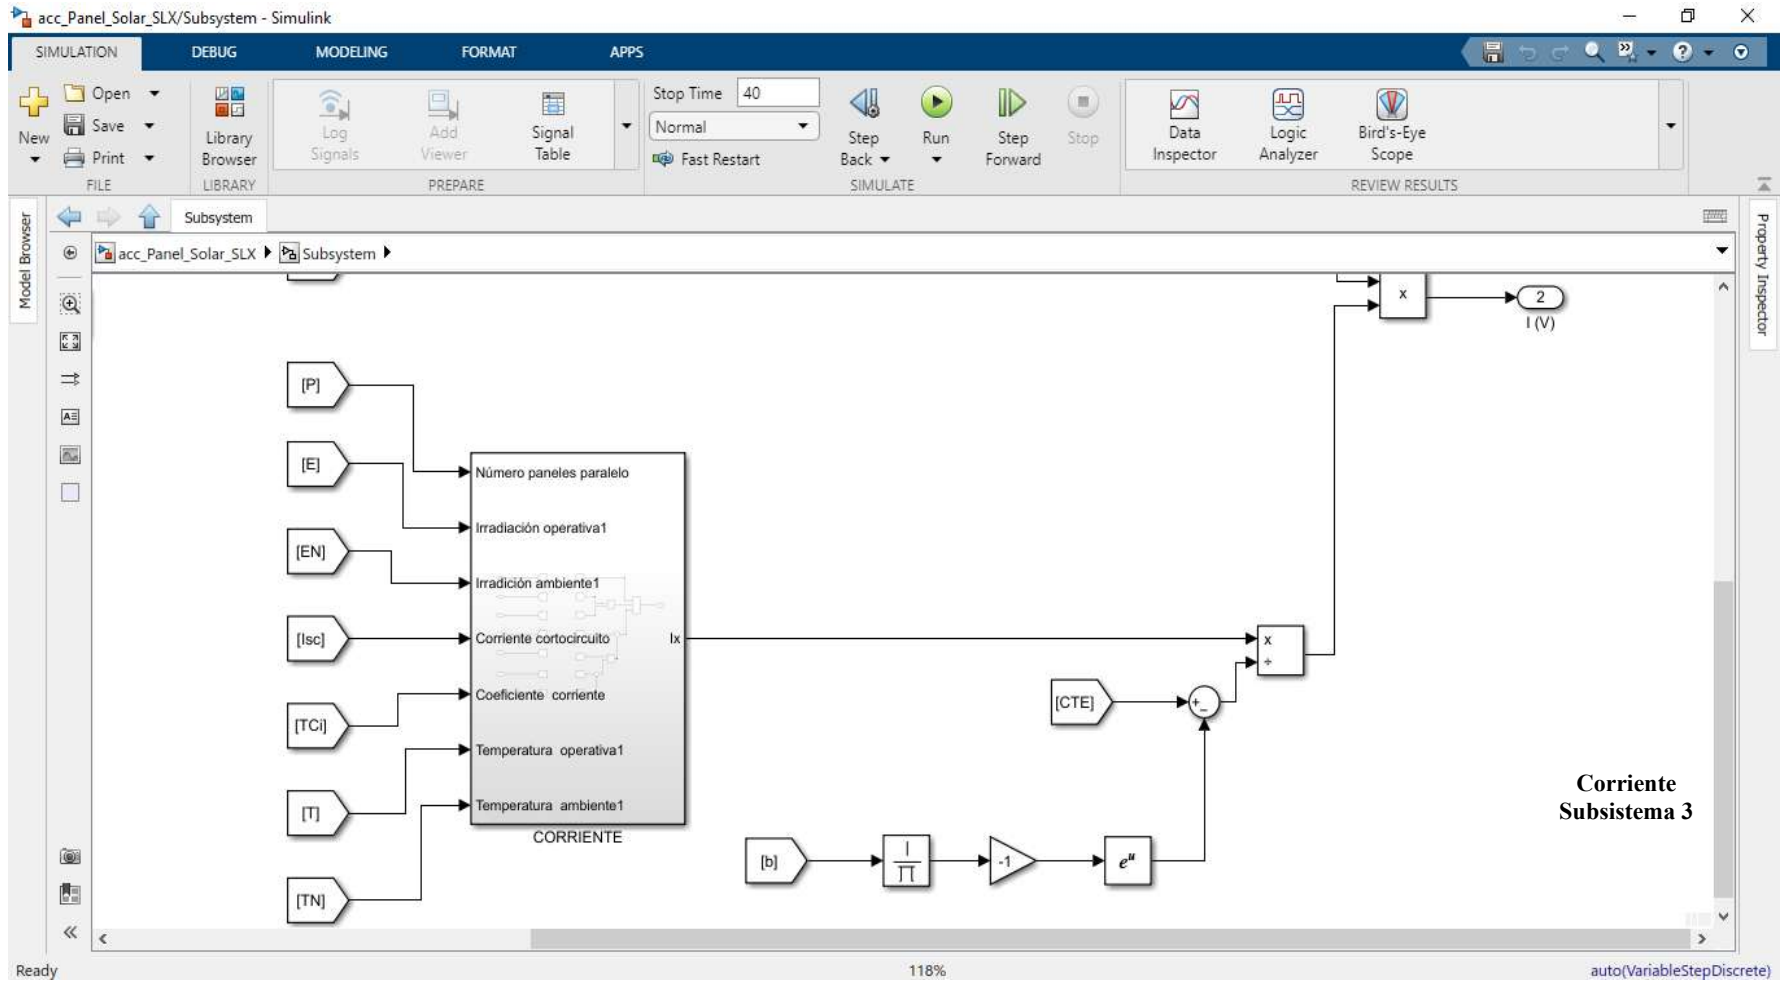 acc_Panel_Solar_SLX/Subsystem - Simulink
SIMULATION DEBUG MODELING FORMAT APPS
New
Open
Save
Print
FILE
Library
Browser
LIBRARY
Log
Signals
Add
Viewer
Signal
Table
PREPARE
Stop Time 40
Normal
Fast Restart
Step
Back
Run
Step
Forward
Stop
SIMULATE
Data
Inspector
Logic
Analyzer
Bird's-Eye
Scope
REVIEW RESULTS
Model Browser
Subsystem
Property Inspector
acc_Panel_Solar_SLX Subsystem
x
2
I (V)
[P]
[E]
[EN]
[Isc]
[TCi]
[T]
[TN]
Número paneles paralelo
Irradiación operativa1
Irradición ambiente1
Corriente cortocircuito
Ix
Coeficiente corriente
Temperatura operativa1
Temperatura ambiente1
CORRIENTE
x
÷
[CTE]
+
−
[b]
-1
e^u
Corriente
Subsistema 3
Ready
118%
auto(VariableStepDiscrete)